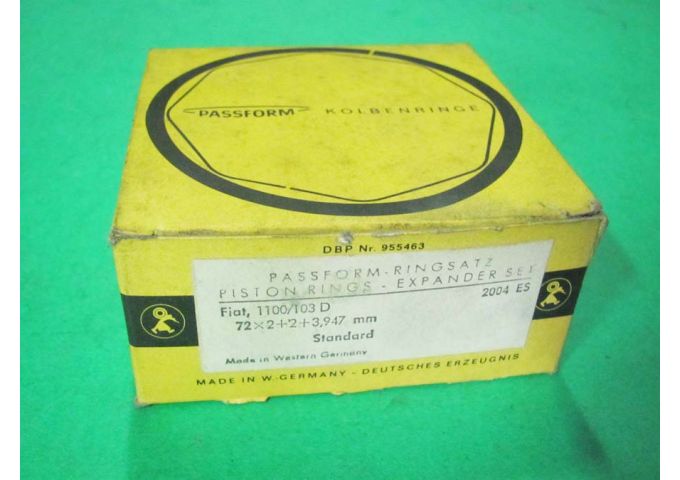 PASSFORM KOLBENRINGE
DBP Nr. 955463
PASSFORM-RINGSATZ
PISTON RINGS - EXPANDER SET
2004 ES
Fiat, 1100/103 D
72×2+2+3,947 mm
Standard
Made in Western Germany
MADE IN W.-GERMANY - DEUTSCHES ERZEUGNIS